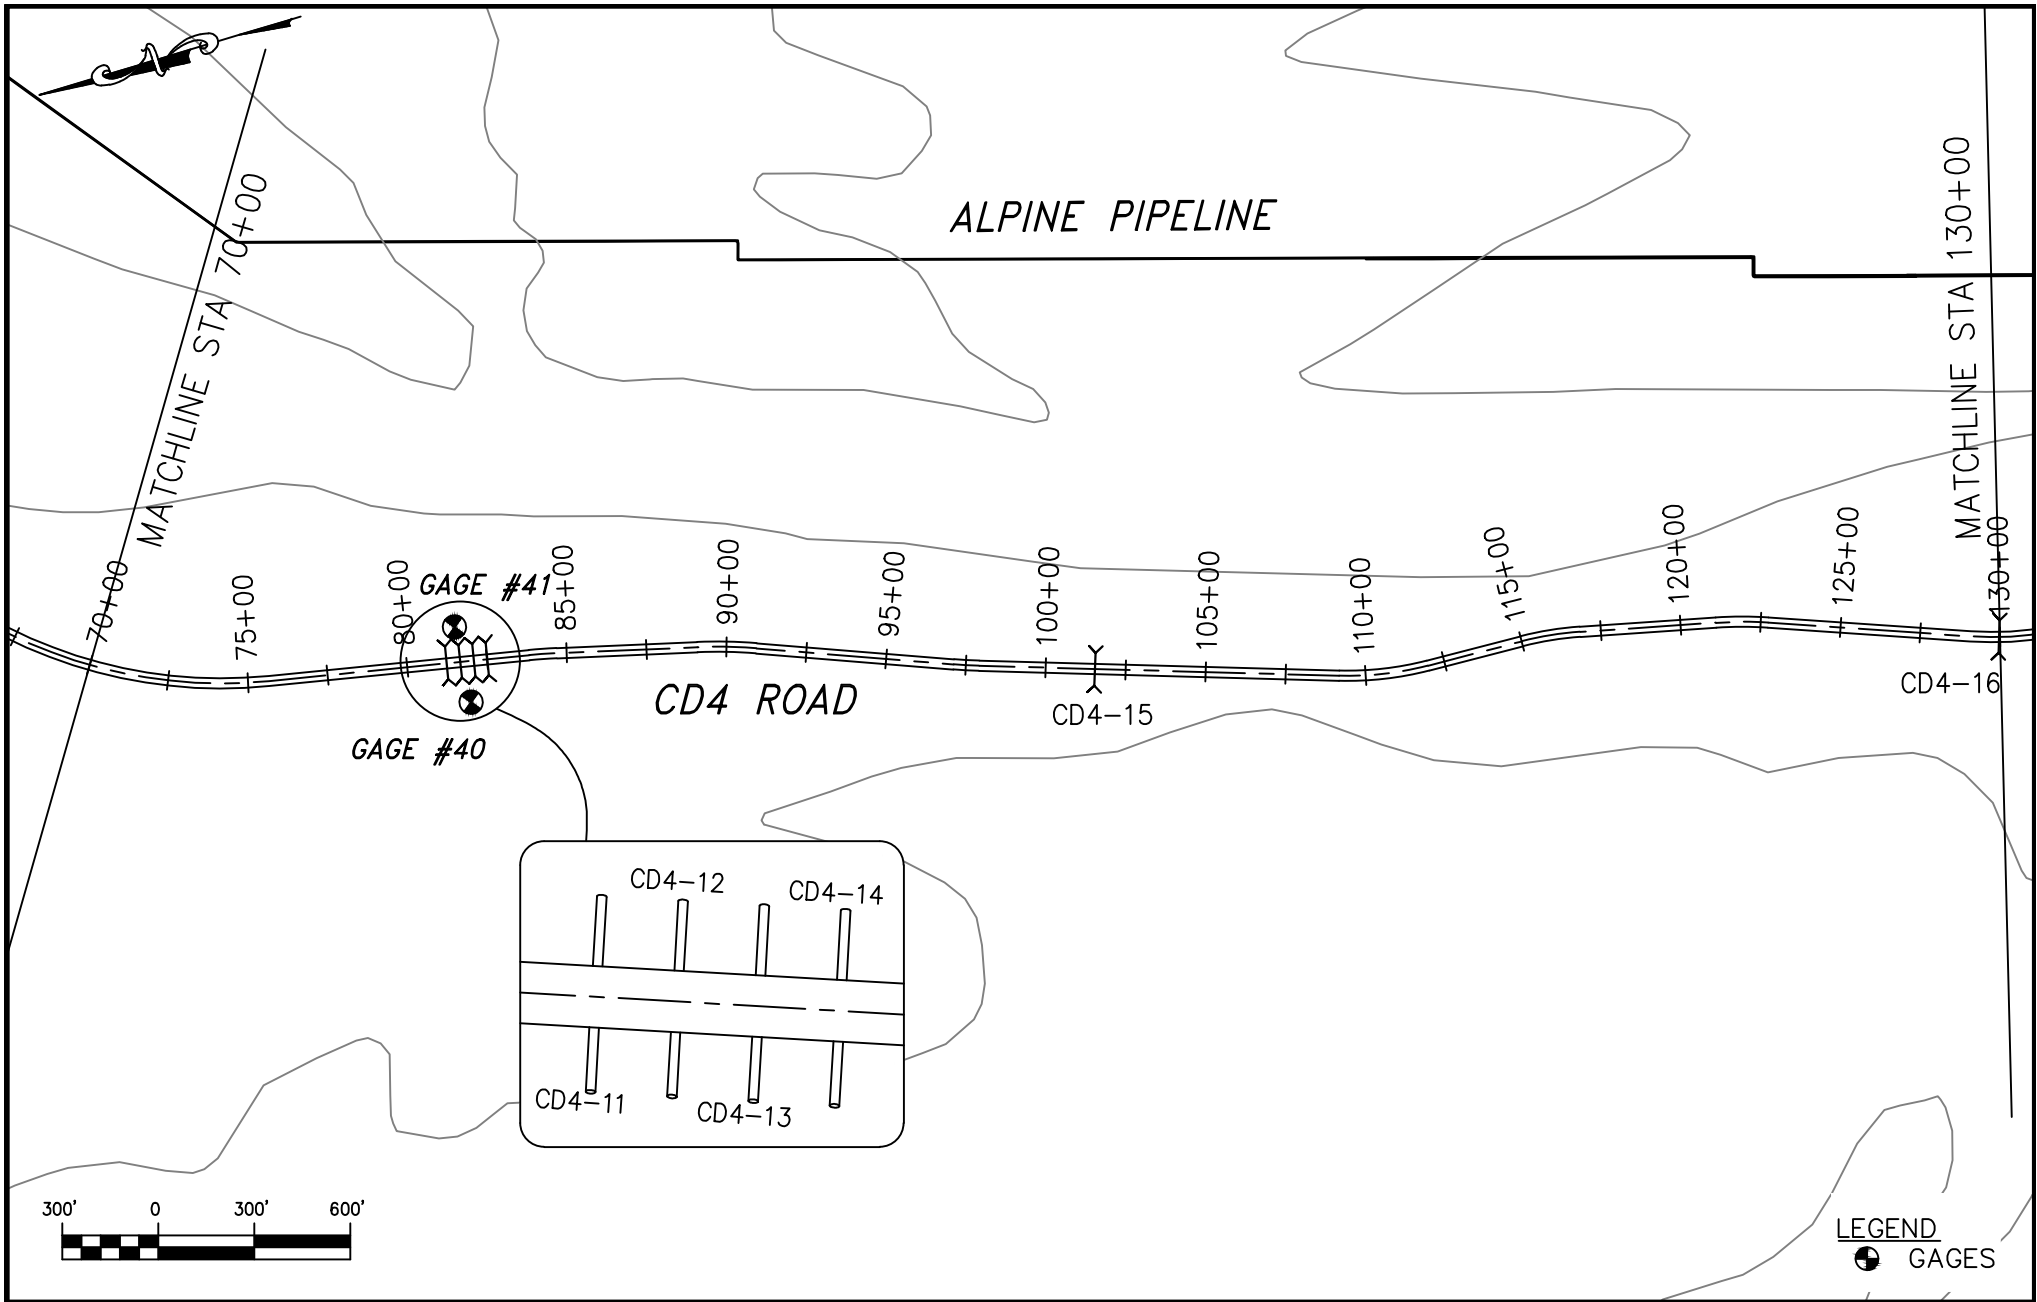 N
ALPINE PIPELINE
MATCHLINE STA 70+00
MATCHLINE STA 130+00
70+00
75+00
80+00
85+00
90+00
95+00
100+00
105+00
110+00
115+00
120+00
125+00
130+00
GAGE #41
GAGE #40
CD4 ROAD
CD4-15
CD4-16
CD4-12
CD4-14
CD4-11
CD4-13
300' 0 300' 600'
LEGEND
GAGES